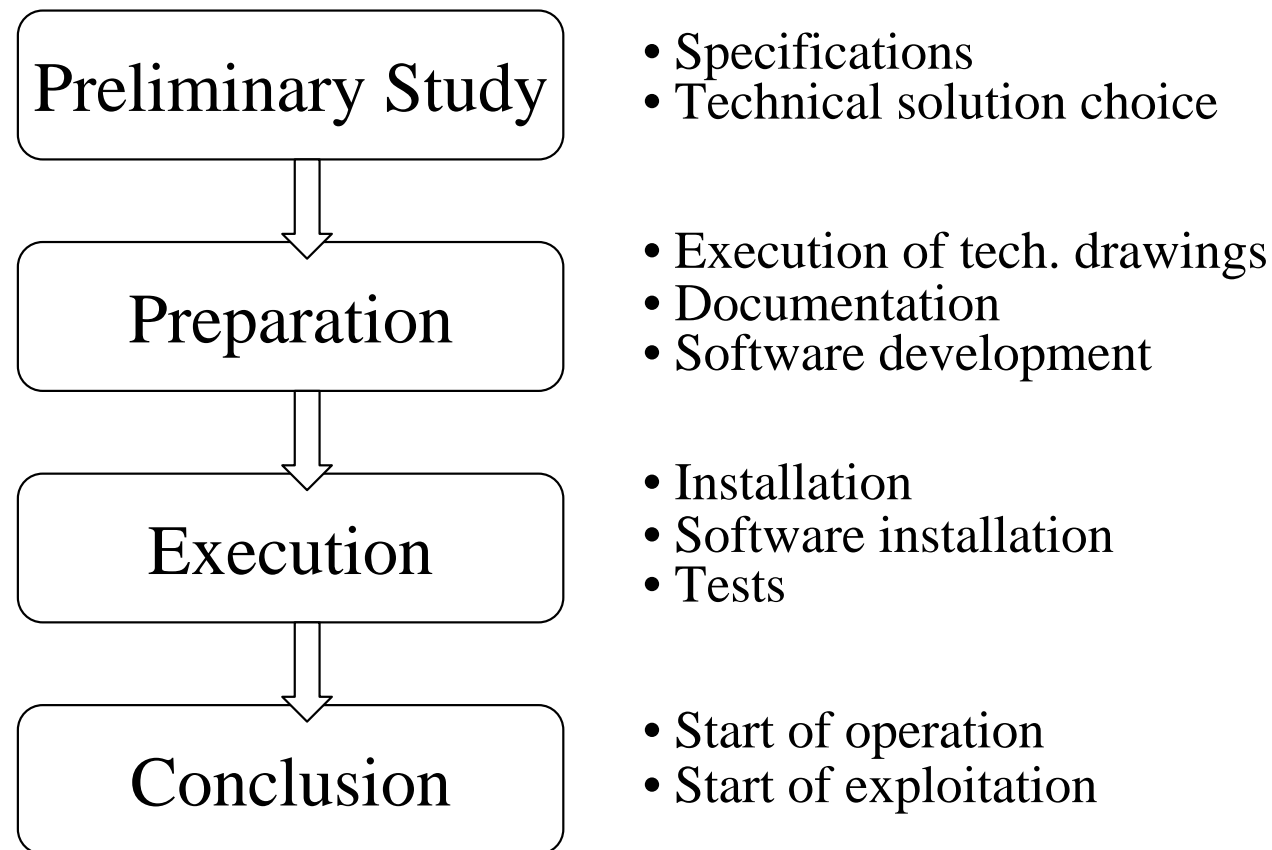 Preliminary Study
• Specifications
• Technical solution choice
Preparation
• Execution of tech. drawings
• Documentation
• Software development
Execution
• Installation
• Software installation
• Tests
Conclusion
• Start of operation
• Start of exploitation